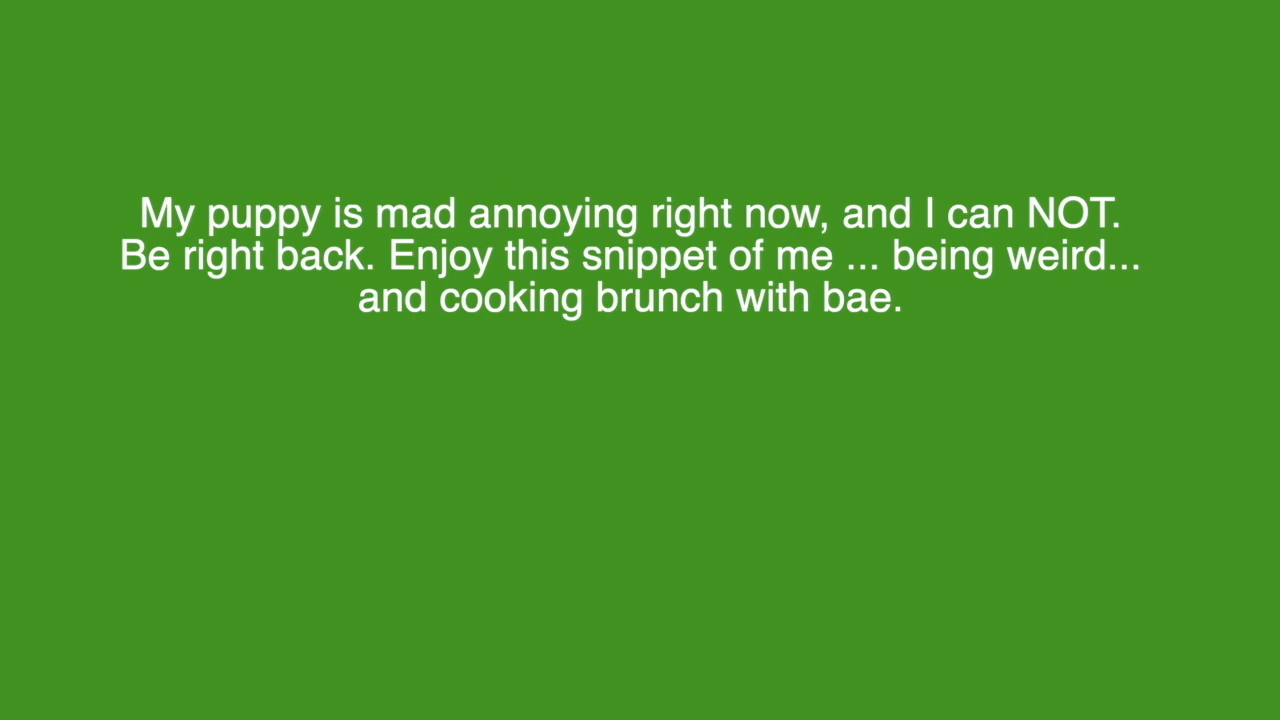 My puppy is mad annoying right now, and I can NOT.
Be right back. Enjoy this snippet of me ... being weird...
and cooking brunch with bae.